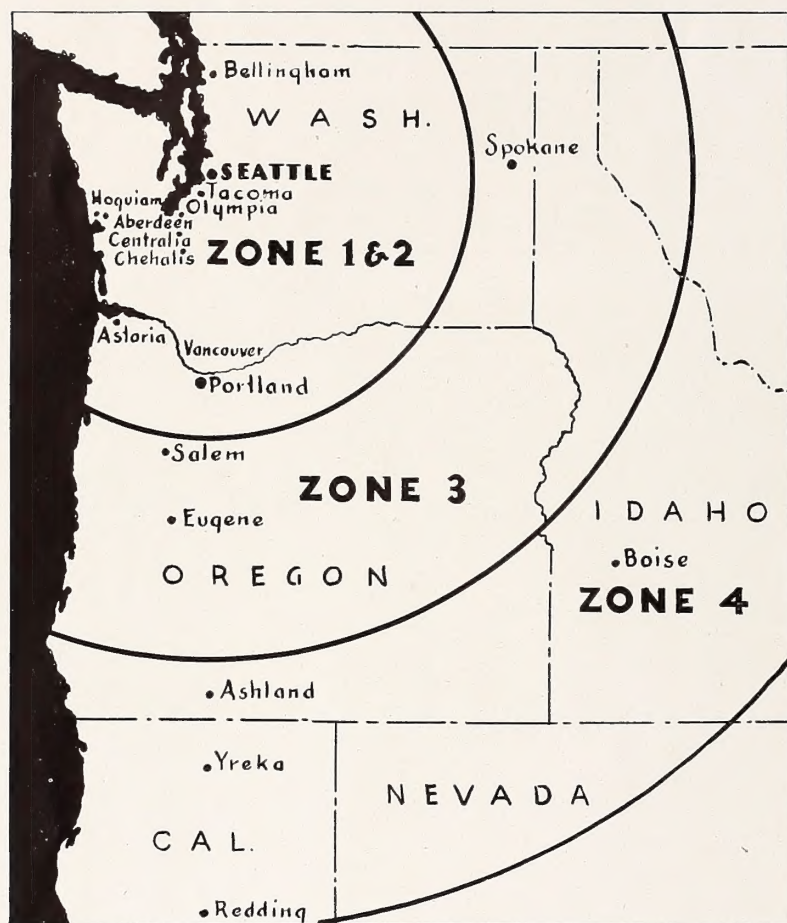 Bellingham
WASH.
Spokane
SEATTLE
Tacoma
Hoquiam
Olympia
Aberdeen
Centralia
Chehalis
ZONE 1&2
Astoria
Vancouver
Portland
Salem
ZONE 3
Eugene
IDAHO
Boise
OREGON
ZONE 4
Ashland
Yreka
NEVADA
CAL.
Redding